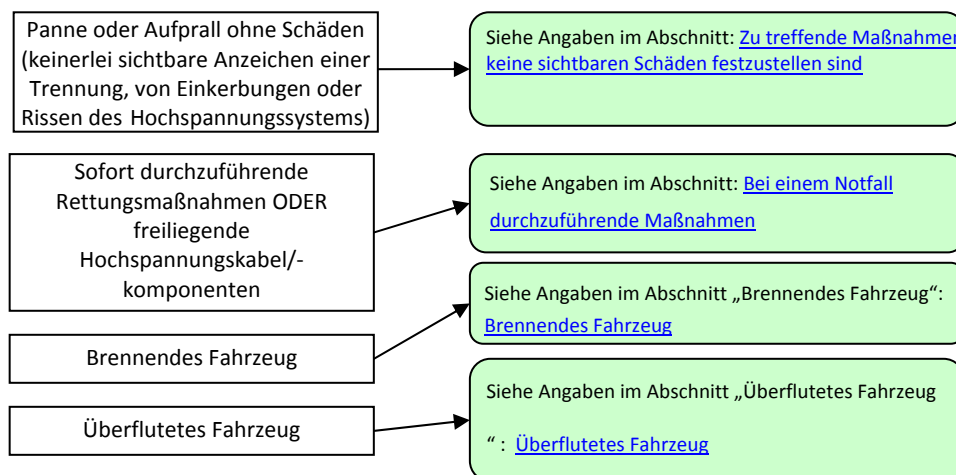 Panne oder Aufprall ohne Schäden
(keinerlei sichtbare Anzeichen einer
Trennung, von Einkerbungen oder
Rissen des Hochspannungssystems)
Siehe Angaben im Abschnitt: Zu treffende Maßnahmen
keine sichtbaren Schäden festzustellen sind
Sofort durchzuführende
Rettungsmaßnahmen ODER
freiliegende
Hochspannungskabel/-
komponenten
Siehe Angaben im Abschnitt: Bei einem Notfall
durchzuführende Maßnahmen
Brennendes Fahrzeug
Siehe Angaben im Abschnitt „Brennendes Fahrzeug“:
Brennendes Fahrzeug
Überflutetes Fahrzeug
Siehe Angaben im Abschnitt „Überflutetes Fahrzeug
“ : Überflutetes Fahrzeug